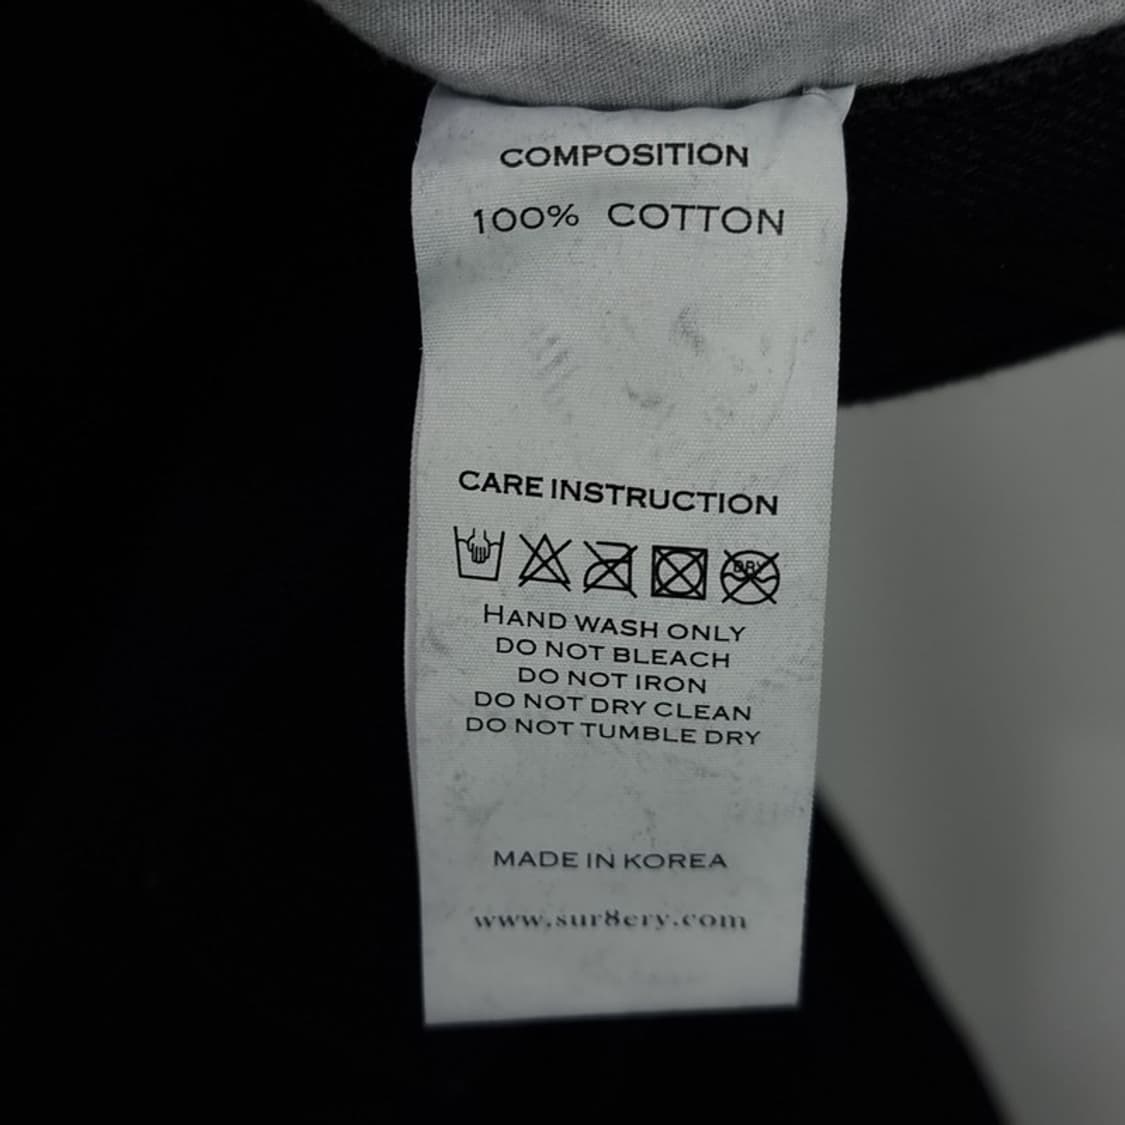 COMPOSITION
100% COTTON
CARE INSTRUCTION
DRY
HAND WASH ONLY
DO NOT BLEACH
DO NOT IRON
DO NOT DRY CLEAN
DO NOT TUMBLE DRY
MADE IN KOREA
www.sur8ery.com